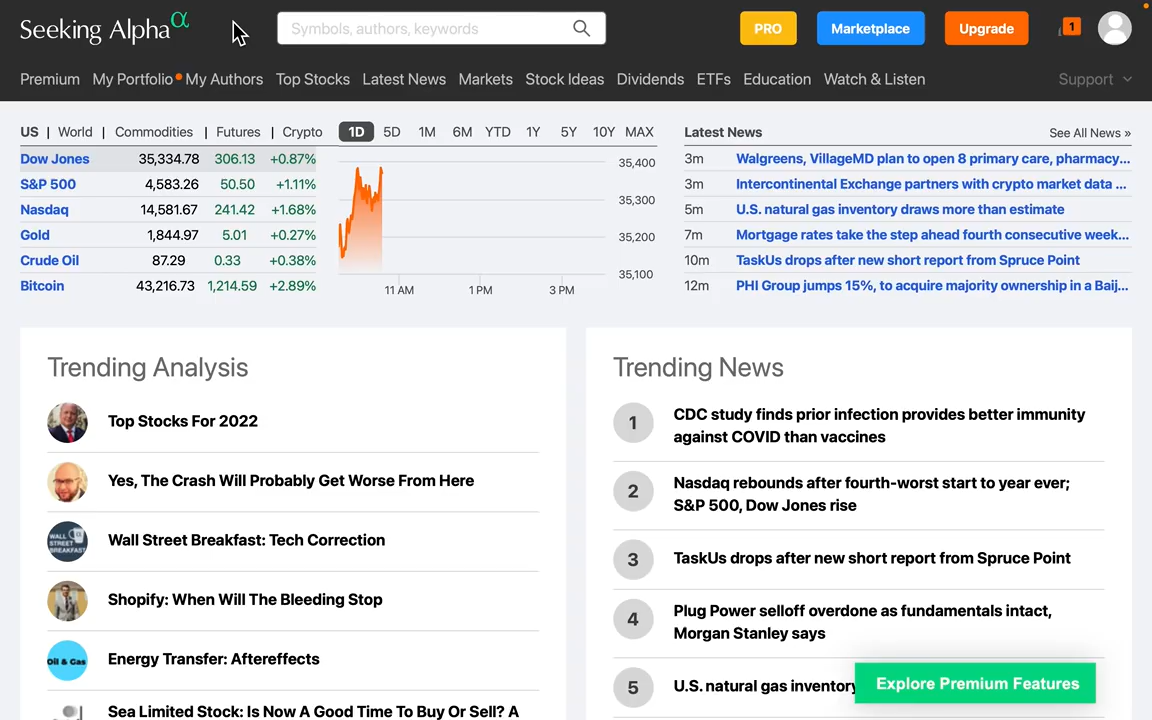 Seeking Alpha α
Symbols, authors, keywords
PRO
Marketplace
Upgrade
1
Premium
My Portfolio
My Authors
Top Stocks
Latest News
Markets
Stock Ideas
Dividends
ETFs
Education
Watch & Listen
Support
US | World | Commodities | Futures | Crypto
Dow Jones 35,334.78 306.13 +0.87%
S&P 500 4,583.26 50.50 +1.11%
Nasdaq 14,581.67 241.42 +1.68%
Gold 1,844.97 5.01 +0.27%
Crude Oil 87.29 0.33 +0.38%
Bitcoin 43,216.73 1,214.59 +2.89%
1D 5D 1M 6M YTD 1Y 5Y 10Y MAX
35,400
35,300
35,200
35,100
11 AM 1 PM 3 PM
Latest News
See All News »
3m Walgreens, VillageMD plan to open 8 primary care, pharmacy...
3m Intercontinental Exchange partners with crypto market data ...
5m U.S. natural gas inventory draws more than estimate
7m Mortgage rates take the step ahead fourth consecutive week...
10m TaskUs drops after new short report from Spruce Point
12m PHI Group jumps 15%, to acquire majority ownership in a Baij...
Trending Analysis
Top Stocks For 2022
Yes, The Crash Will Probably Get Worse From Here
WALL STREET BREAKFAST
Wall Street Breakfast: Tech Correction
Shopify: When Will The Bleeding Stop
Oil & Gas
Energy Transfer: Aftereffects
Sea Limited Stock: Is Now A Good Time To Buy Or Sell? A
Trending News
1 CDC study finds prior infection provides better immunity
against COVID than vaccines
2 Nasdaq rebounds after fourth-worst start to year ever;
S&P 500, Dow Jones rise
3 TaskUs drops after new short report from Spruce Point
4 Plug Power selloff overdone as fundamentals intact,
Morgan Stanley says
5 U.S. natural gas inventory
Explore Premium Features